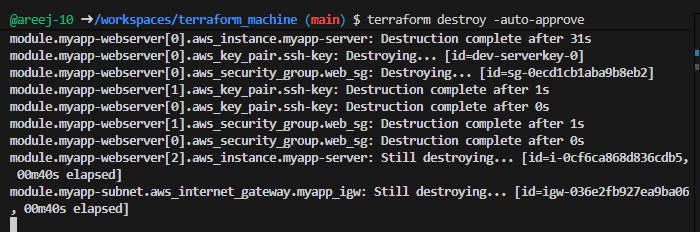 @areej-10 ➜/workspaces/terraform_machine (main) $ terraform destroy -auto-approve
module.myapp-webserver[0].aws_instance.myapp-server: Destruction complete after 31s
module.myapp-webserver[0].aws_key_pair.ssh-key: Destroying... [id=dev-serverkey-0]
module.myapp-webserver[0].aws_security_group.web_sg: Destroying... [id=sg-0ecd1cb1aba9b8eb2]
module.myapp-webserver[1].aws_key_pair.ssh-key: Destruction complete after 1s
module.myapp-webserver[0].aws_key_pair.ssh-key: Destruction complete after 0s
module.myapp-webserver[1].aws_security_group.web_sg: Destruction complete after 1s
module.myapp-webserver[0].aws_security_group.web_sg: Destruction complete after 0s
module.myapp-webserver[2].aws_instance.myapp-server: Still destroying... [id=i-0cf6ca868d836cdb5,
 00m40s elapsed]
module.myapp-subnet.aws_internet_gateway.myapp_igw: Still destroying... [id=igw-036e2fb927ea9ba06
, 00m40s elapsed]